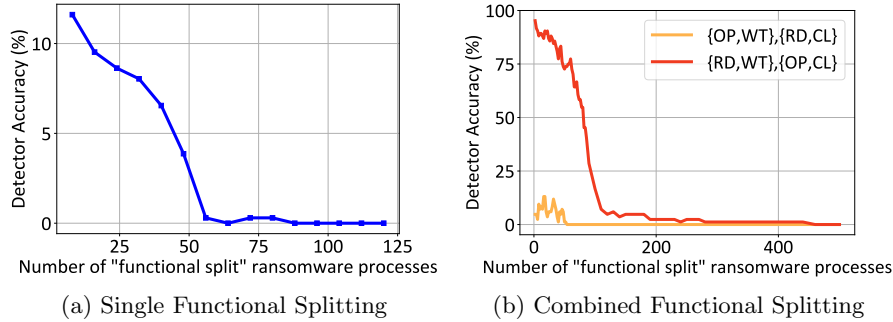 Detector Accuracy (%)
10
5
0
25
50
75
100
125
Number of "functional split" ransomware processes
(a) Single Functional Splitting
Detector Accuracy (%)
100
75
50
25
0
{OP,WT},{RD,CL}
{RD,WT},{OP,CL}
0
200
400
Number of "functional split" ransomware processes
(b) Combined Functional Splitting